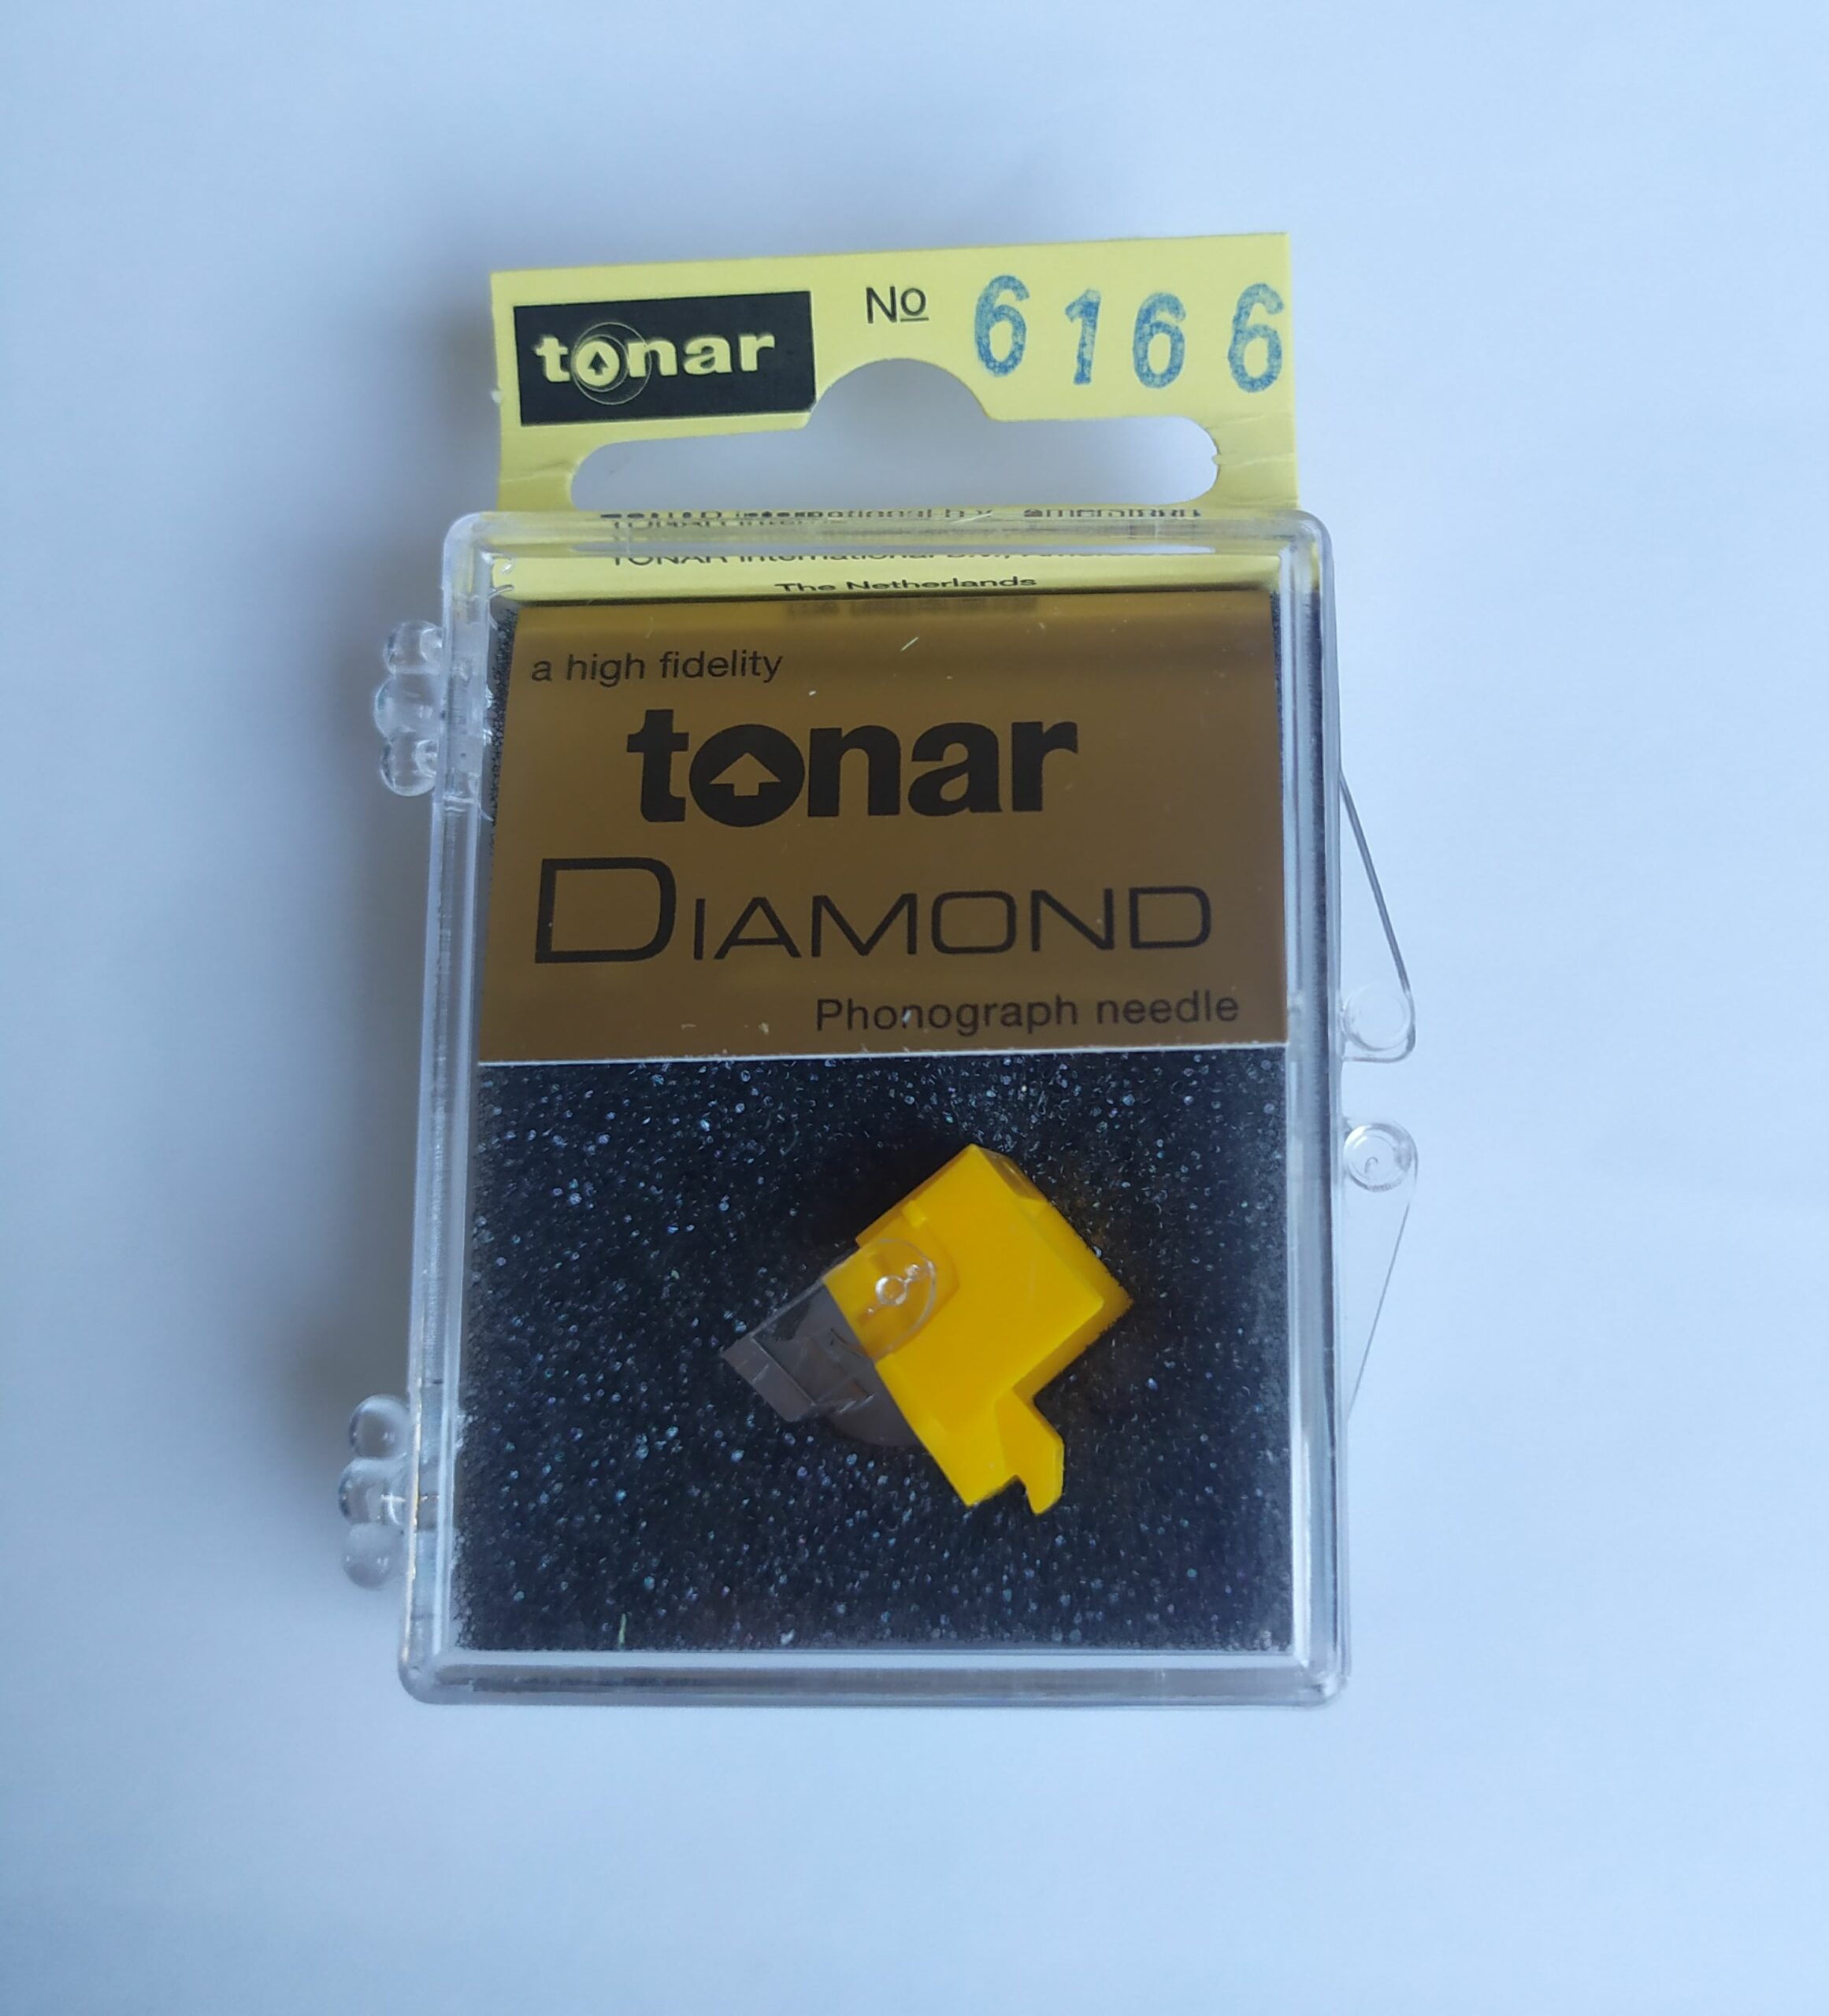 tonar
No 6166
TONAR International
The Netherlands
a high fidelity
tonar
DIAMOND
Phonograph needle